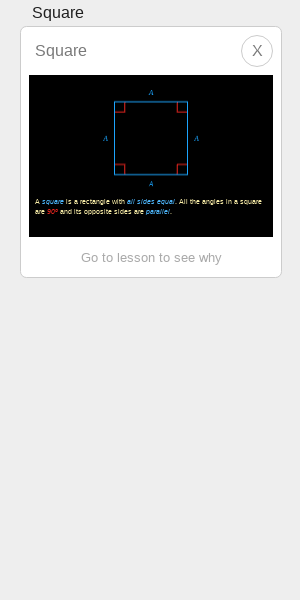 Square
Square
X
A
A
A
A
A square is a rectangle with all sides equal. All the angles in a square
are 90° and its opposite sides are parallel.
Go to lesson to see why